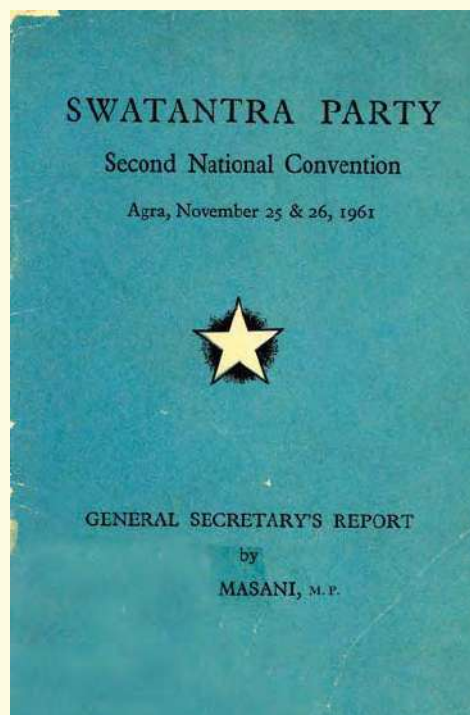 SWATANTRA PARTY
Second National Convention
Agra, November 25 & 26, 1961
GENERAL SECRETARY'S REPORT
by
MASANI, M. P.